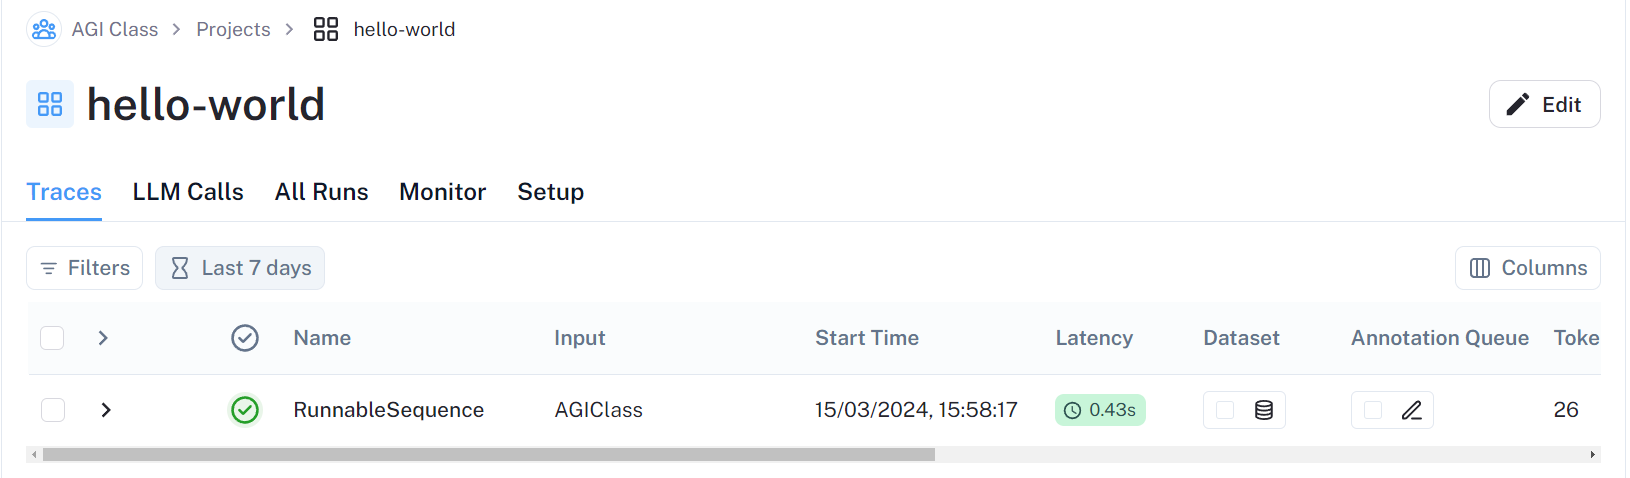 AGI Class > Projects > hello-world
hello-world
Edit
Traces LLM Calls All Runs Monitor Setup
Filters Last 7 days Columns
Name Input Start Time Latency Dataset Annotation Queue Toke
RunnableSequence AGIClass 15/03/2024, 15:58:17 0.43s 26